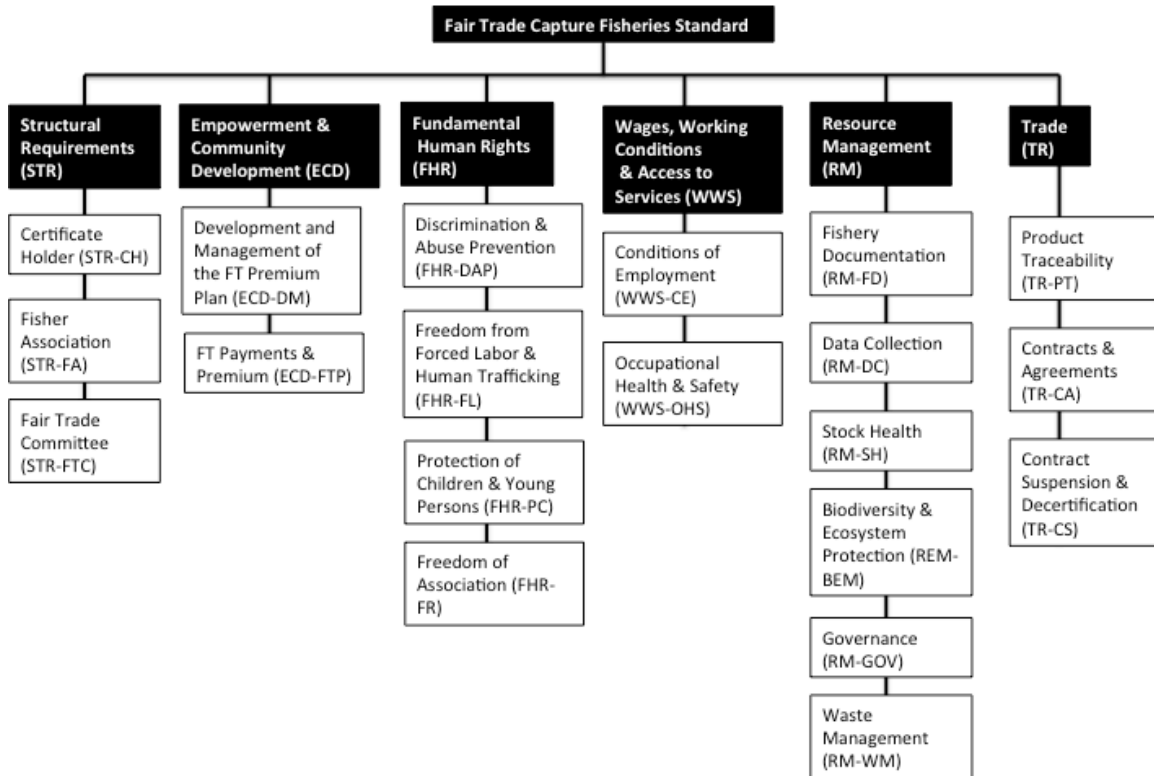 Fair Trade Capture Fisheries Standard
Structural
Requirements
(STR)
Certificate
Holder (STR-CH)
Fisher
Association
(STR-FA)
Fair Trade
Committee
(STR-FTC)
Empowerment &
Community
Development (ECD)
Development and
Management of
the FT Premium
Plan (ECD-DM)
FT Payments &
Premium (ECD-FTP)
Fundamental
Human Rights
(FHR)
Discrimination &
Abuse Prevention
(FHR-DAP)
Freedom from
Forced Labor &
Human Trafficking
(FHR-FL)
Protection of
Children & Young
Persons (FHR-PC)
Freedom of
Association (FHR-
FR)
Wages, Working
Conditions
& Access to
Services (WWS)
Conditions of
Employment
(WWS-CE)
Occupational
Health & Safety
(WWS-OHS)
Resource
Management
(RM)
Fishery
Documentation
(RM-FD)
Data Collection
(RM-DC)
Stock Health
(RM-SH)
Biodiversity &
Ecosystem
Protection (REM-
BEM)
Governance
(RM-GOV)
Waste
Management
(RM-WM)
Trade
(TR)
Product
Traceability
(TR-PT)
Contracts &
Agreements
(TR-CA)
Contract
Suspension &
Decertification
(TR-CS)